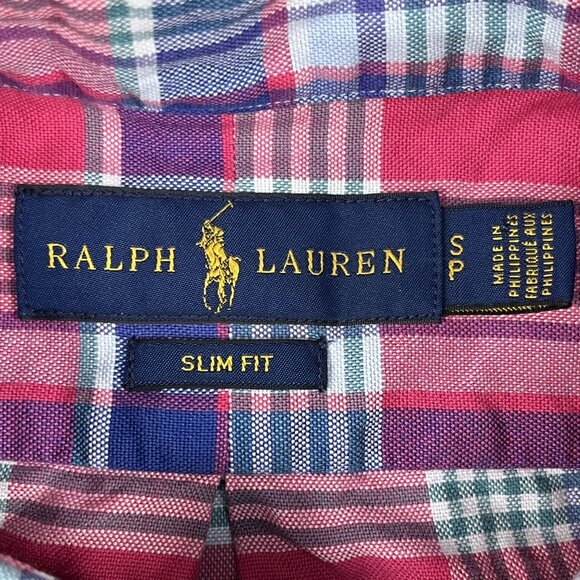 RALPH LAUREN
SLIM FIT
S
P
MADE IN
PHILIPPINES
FABRIQUÉ AUX
PHILIPPINES